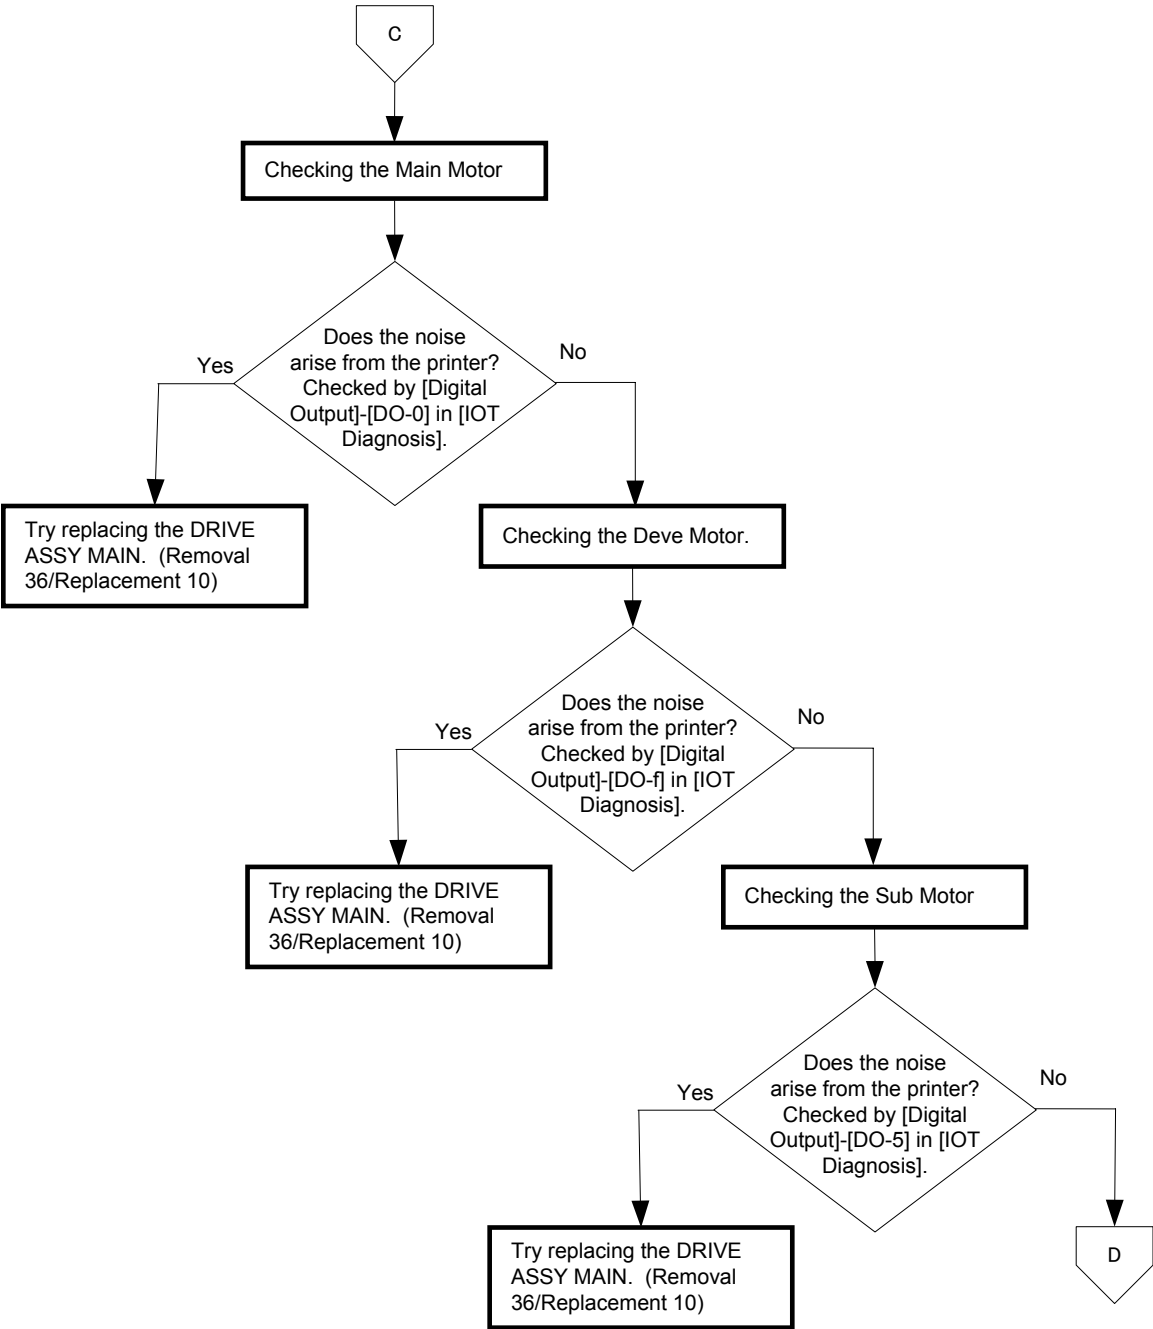 C
Checking the Main Motor
Does the noise
arise from the printer?
Checked by [Digital
Output]-[DO-0] in [IOT
Diagnosis].
Yes
No
Try replacing the DRIVE
ASSY MAIN.  (Removal
36/Replacement 10)
Checking the Deve Motor.
Does the noise
arise from the printer?
Checked by [Digital
Output]-[DO-f] in [IOT
Diagnosis].
Yes
No
Try replacing the DRIVE
ASSY MAIN.  (Removal
36/Replacement 10)
Checking the Sub Motor
Does the noise
arise from the printer?
Checked by [Digital
Output]-[DO-5] in [IOT
Diagnosis].
Yes
No
Try replacing the DRIVE
ASSY MAIN.  (Removal
36/Replacement 10)
D